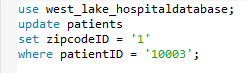 use west_lake_hospitaldatabase;
update patients
set zipcodeID = '1'
where patientID = '10003';